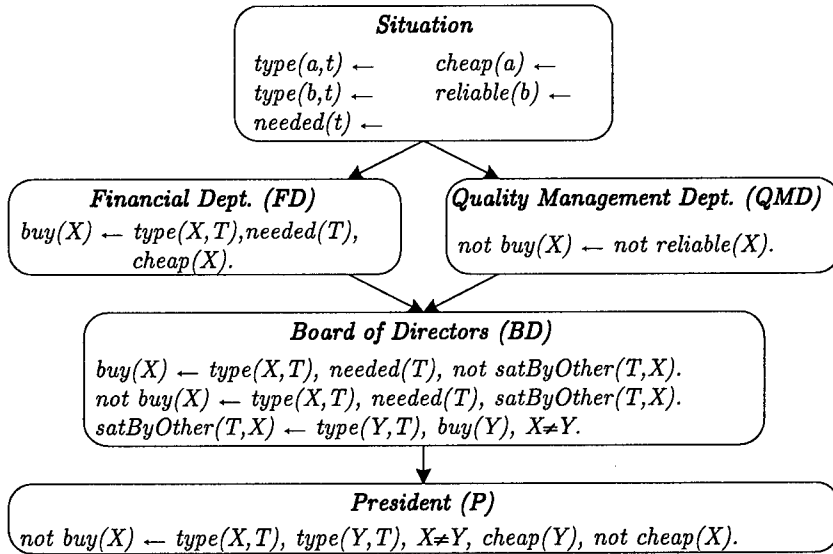 Situation
type(a,t) ← cheap(a) ←
type(b,t) ← reliable(b) ←
needed(t) ←
Financial Dept. (FD)
buy(X) ← type(X,T),needed(T),
cheap(X).
Quality Management Dept. (QMD)
not buy(X) ← not reliable(X).
Board of Directors (BD)
buy(X) ← type(X,T), needed(T), not satByOther(T,X).
not buy(X) ← type(X,T), needed(T), satByOther(T,X).
satByOther(T,X) ← type(Y,T), buy(Y), X≠Y.
President (P)
not buy(X) ← type(X,T), type(Y,T), X≠Y, cheap(Y), not cheap(X).